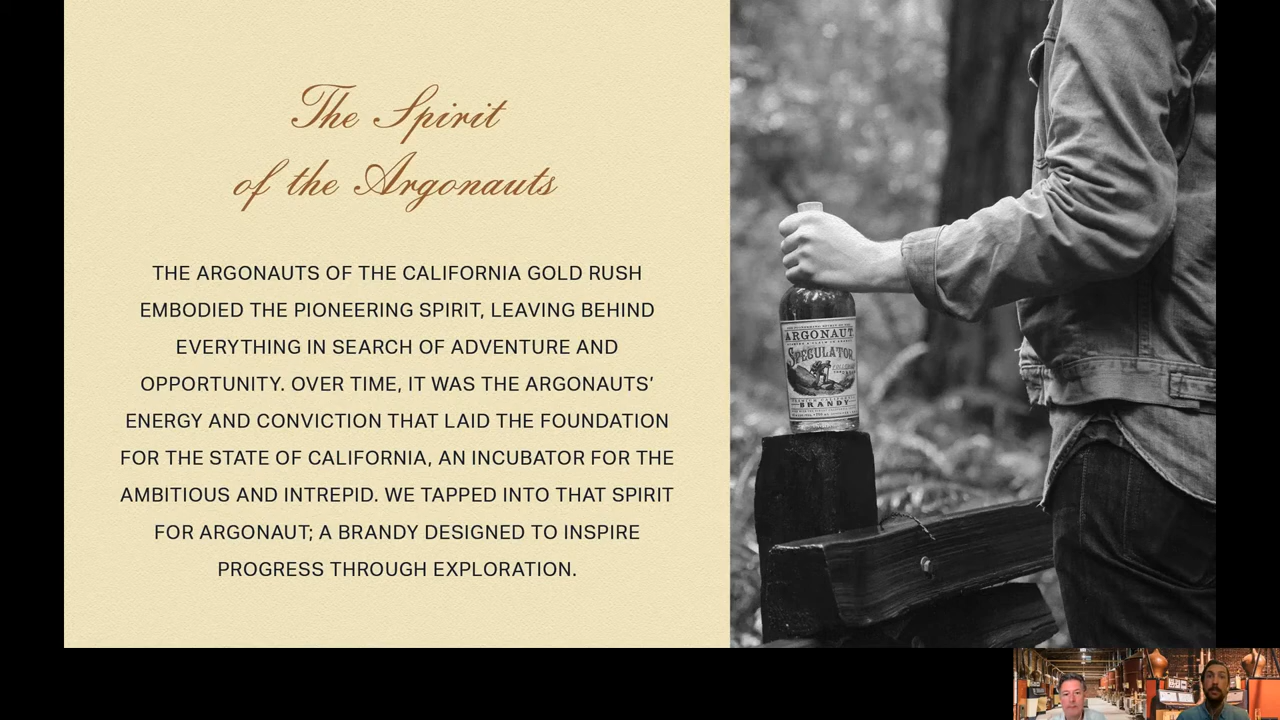 The Spirit
of the Argonauts
THE ARGONAUTS OF THE CALIFORNIA GOLD RUSH
EMBODIED THE PIONEERING SPIRIT, LEAVING BEHIND
EVERYTHING IN SEARCH OF ADVENTURE AND
OPPORTUNITY. OVER TIME, IT WAS THE ARGONAUTS'
ENERGY AND CONVICTION THAT LAID THE FOUNDATION
FOR THE STATE OF CALIFORNIA, AN INCUBATOR FOR THE
AMBITIOUS AND INTREPID. WE TAPPED INTO THAT SPIRIT
FOR ARGONAUT; A BRANDY DESIGNED TO INSPIRE
PROGRESS THROUGH EXPLORATION.
ARGONAUT
SPECULATOR
BRANDY